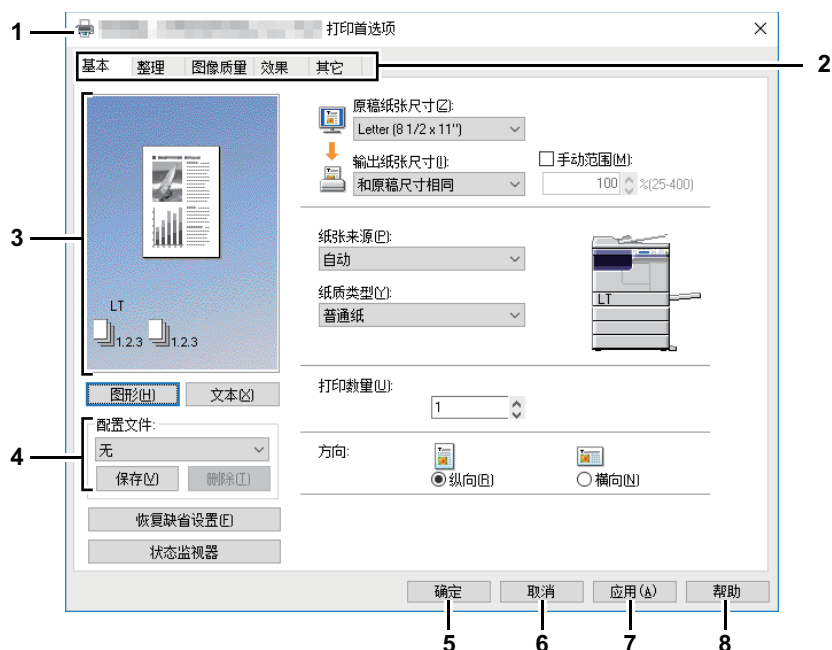 1
打印首选项
基本 整理 图像质量 效果 其它
2
3
LT
1.2.3 1.2.3
图形(H) 文本(X)
4
配置文件:
无
保存(V) 删除(T)
恢复缺省设置(F)
状态监视器
原稿纸张尺寸(Z):
Letter (8 1/2 x 11")
输出纸张尺寸(I):
和原稿尺寸相同
手动范围(M):
100 %(25-400)
纸张来源(P):
自动
纸质类型(Y):
普通纸
LT
打印数量(U):
1
方向:
纵向(R) 横向(N)
确定 取消 应用(A) 帮助
5 6 7 8